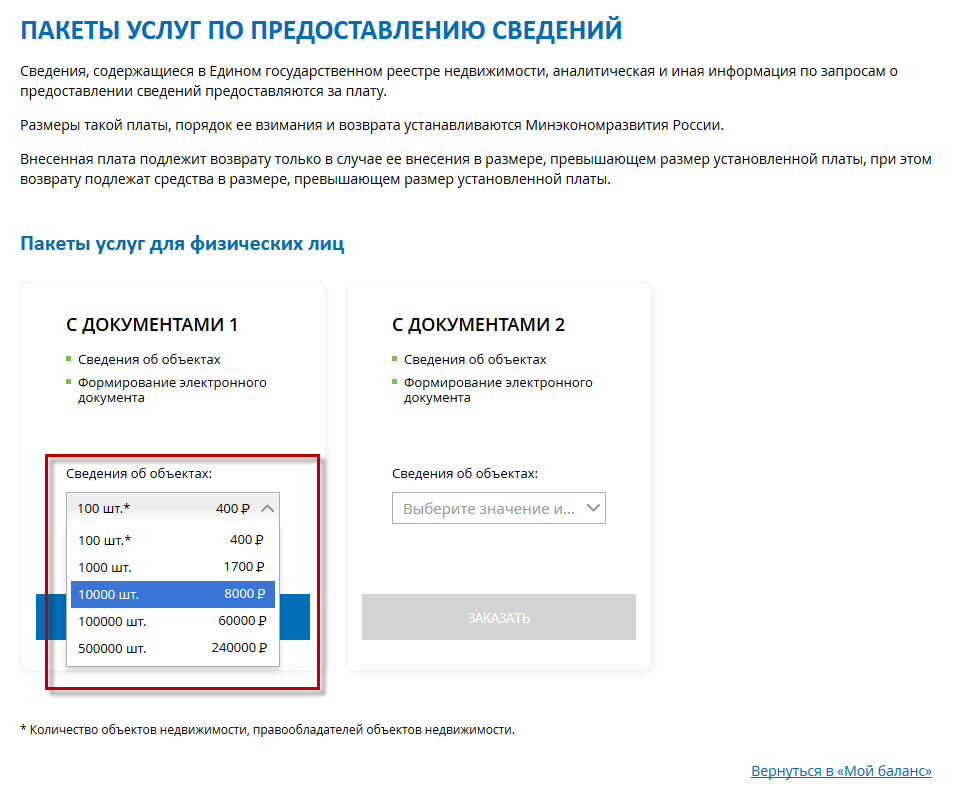 ПАКЕТЫ УСЛУГ ПО ПРЕДОСТАВЛЕНИЮ СВЕДЕНИЙ
Сведения, содержащиеся в Едином государственном реестре недвижимости, аналитическая и иная информация по запросам о
предоставлении сведений предоставляются за плату.
Размеры такой платы, порядок ее взимания и возврата устанавливаются Минэкономразвития России.
Внесенная плата подлежит возврату только в случае ее внесения в размере, превышающем размер установленной платы, при этом
возврату подлежат средства в размере, превышающем размер установленной платы.
Пакеты услуг для физических лиц
С ДОКУМЕНТАМИ 1
Сведения об объектах
Формирование электронного
документа
Сведения об объектах:
100 шт.* 400 ₽
100 шт.* 400 ₽
1000 шт. 1700 ₽
10000 шт. 8000 ₽
100000 шт. 60000 ₽
500000 шт. 240000 ₽
С ДОКУМЕНТАМИ 2
Сведения об объектах
Формирование электронного
документа
Сведения об объектах:
Выберите значение и...
ЗАКАЗАТЬ
* Количество объектов недвижимости, правообладателей объектов недвижимости.
Вернуться в «Мой баланс»